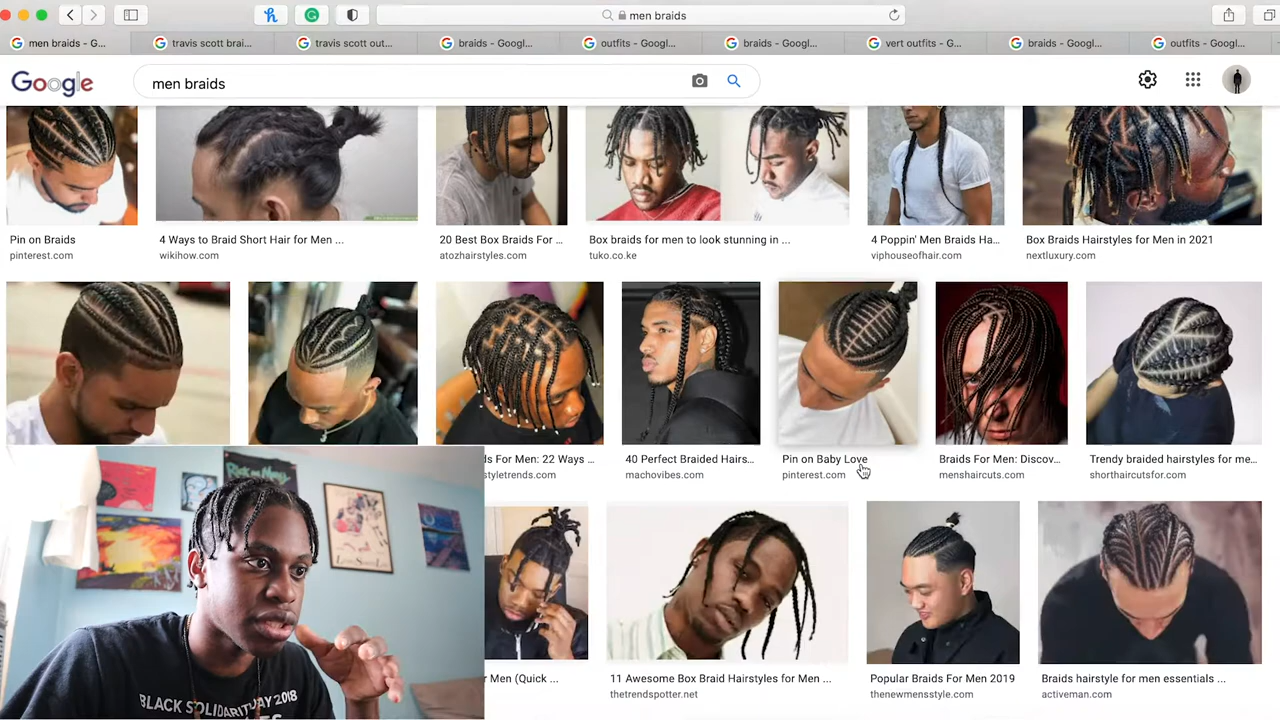 men braids
men braids - G...
travis scott brai...
travis scott out...
braids - Googl...
outfits - Googl...
braids - Googl...
vert outfits - G...
braids - Googl...
outfits - Googl...
Google
men braids
Pin on Braids
pinterest.com
4 Ways to Braid Short Hair for Men ...
wikihow.com
20 Best Box Braids For ...
atozhairstyles.com
Box braids for men to look stunning in ...
tuko.co.ke
4 Poppin' Men Braids Ha...
viphouseofhair.com
Box Braids Hairstyles for Men in 2021
nextluxury.com
ds For Men: 22 Ways ...
styletrends.com
40 Perfect Braided Hairs...
machovibes.com
Pin on Baby Love
pinterest.com
Braids For Men: Discov...
menshaircuts.com
Trendy braided hairstyles for me...
shorthaircutsfor.com
Men (Quick ...
11 Awesome Box Braid Hairstyles for Men ...
thetrendspotter.net
Popular Braids For Men 2019
thenewmensstyle.com
Braids hairstyle for men essentials ...
activeman.com
RICK AND MORTY
BLACK SOLIDARITY DAY 2018